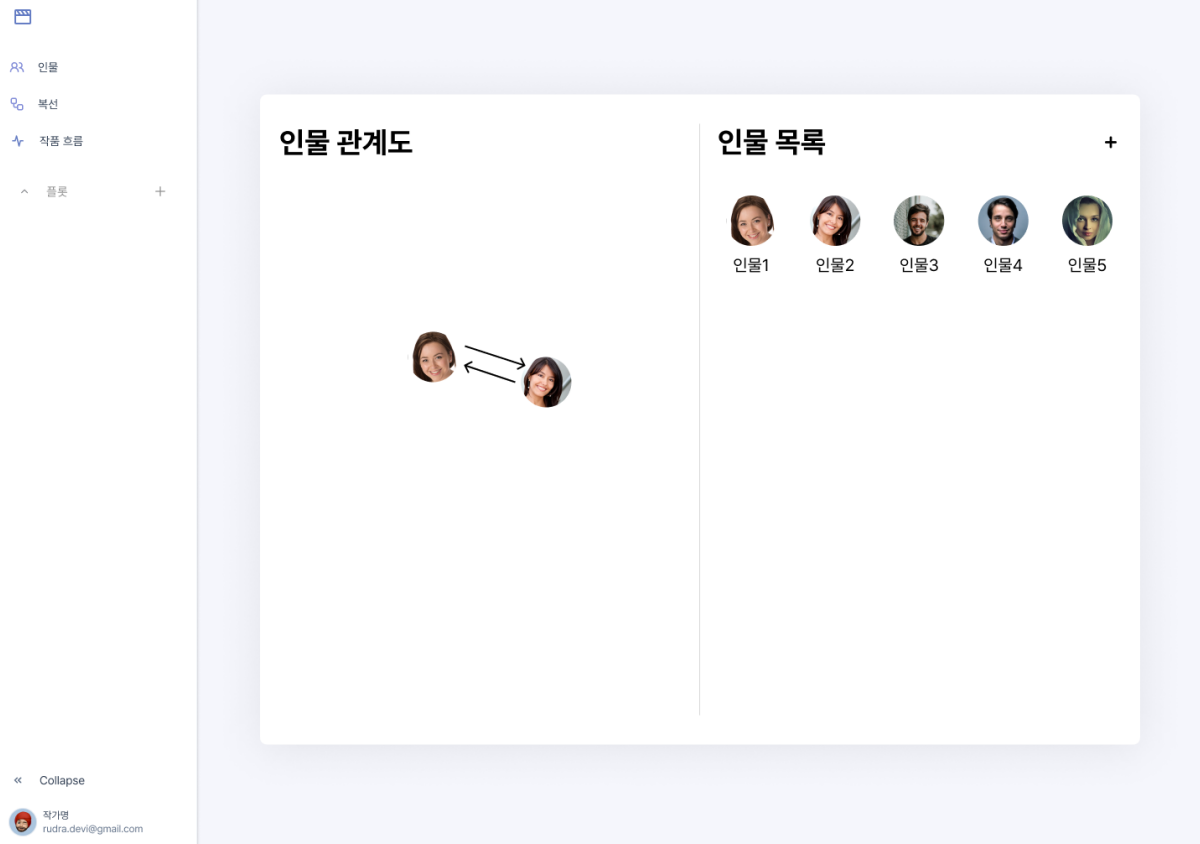 인물
복선
작품 흐름
플롯
인물 관계도
인물 목록
+
인물1
인물2
인물3
인물4
인물5
Collapse
작가명
rudra.devi@gmail.com